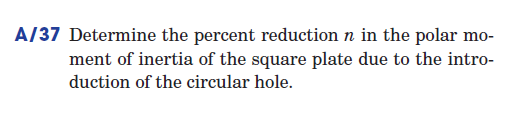 A/37 Determine the percent reduction n in the polar mo-
ment of inertia of the square plate due to the intro-
duction of the circular hole.